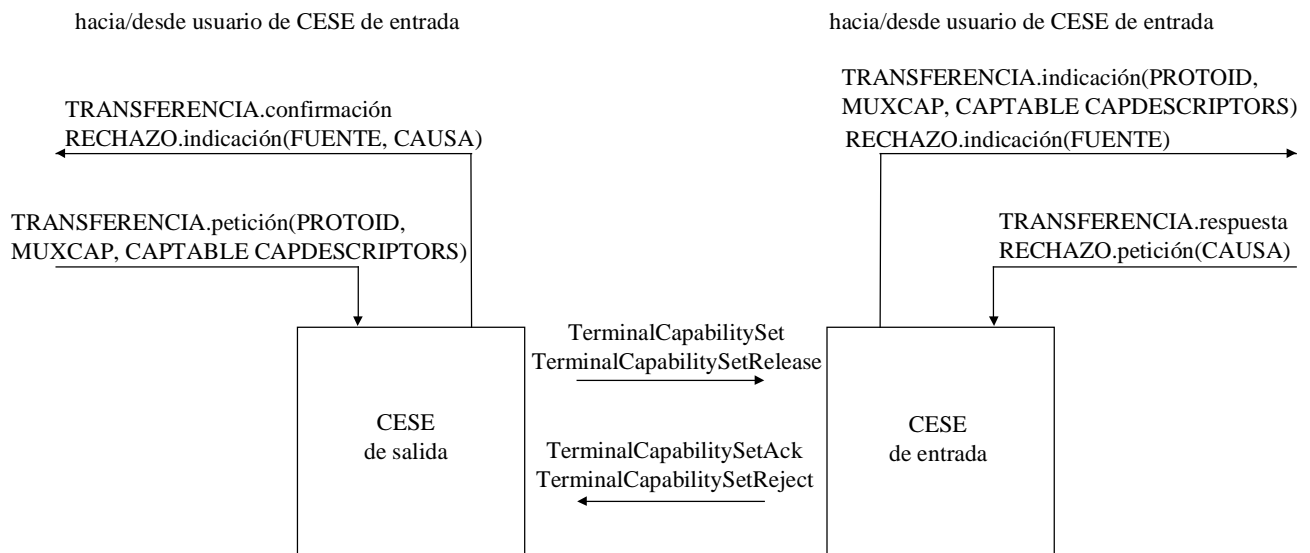 hacia/desde usuario de CESE de entrada
hacia/desde usuario de CESE de entrada
TRANSFERENCIA.confirmación
RECHAZO.indicación(FUENTE, CAUSA)
TRANSFERENCIA.indicación(PROTOID,
MUXCAP, CAPTABLE CAPDESCRIPTORS)
RECHAZO.indicación(FUENTE)
TRANSFERENCIA.petición(PROTOID,
MUXCAP, CAPTABLE CAPDESCRIPTORS)
TRANSFERENCIA.respuesta
RECHAZO.petición(CAUSA)
TerminalCapabilitySet
TerminalCapabilitySetRelease
CESE
de salida
TerminalCapabilitySetAck
TerminalCapabilitySetReject
CESE
de entrada